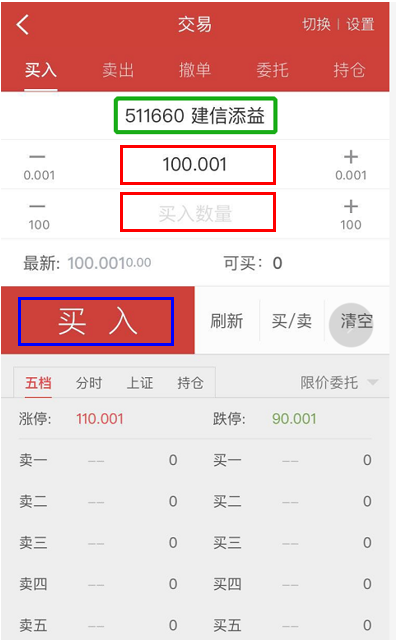 交易
切换 | 设置
买入 卖出 撤单 委托 持仓
511660 建信添益
— 100.001 +
0.001 0.001
— 买入数量 +
100 100
最新: 100.001 0.00 可买: 0
买 入 刷新 买/卖 清空
五档 分时 上证 持仓 限价委托
涨停: 110.001 跌停: 90.001
卖一 -- 0 买一 -- 0
卖二 -- 0 买二 -- 0
卖三 -- 0 买三 -- 0
卖四 -- 0 买四 -- 0
卖五 -- 0 买五 -- 0